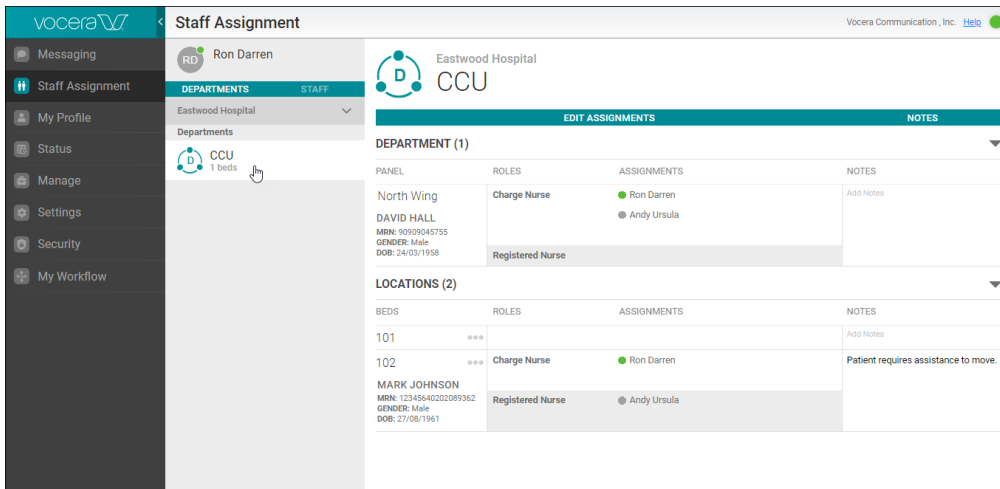 vocera
Staff Assignment
Vocera Communication , Inc. Help
Messaging
Staff Assignment
My Profile
Status
Manage
Settings
Security
My Workflow
RD
Ron Darren
DEPARTMENTS STAFF
Eastwood Hospital
Departments
D
CCU
1 beds
D
Eastwood Hospital
CCU
EDIT ASSIGNMENTS NOTES
DEPARTMENT (1)
PANEL ROLES ASSIGNMENTS NOTES
North Wing Charge Nurse Ron Darren Add Notes
Andy Ursula
DAVID HALL
MRN: 90909045755
GENDER: Male
DOB: 24/03/1958
Registered Nurse
LOCATIONS (2)
BEDS ROLES ASSIGNMENTS NOTES
101 Add Notes
102 Charge Nurse Ron Darren Patient requires assistance to move.
MARK JOHNSON
MRN: 12345640202089362
GENDER: Male
DOB: 27/08/1961
Registered Nurse Andy Ursula